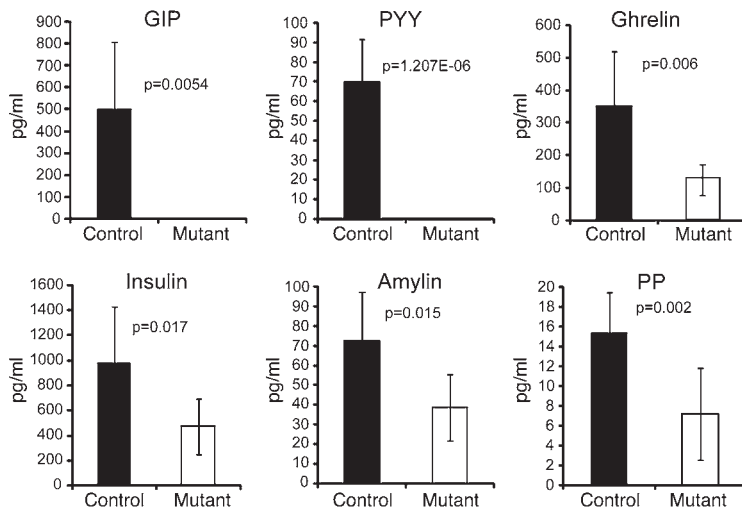 GIP
900
800
700
600
500
400
300
200
100
0
pg/ml
p=0.0054
Control Mutant
PYY
100
90
80
70
60
50
40
30
20
10
0
pg/ml
p=1.207E-06
Control Mutant
Ghrelin
600
500
400
300
200
100
0
pg/ml
p=0.006
Control Mutant
Insulin
1600
1400
1200
1000
800
600
400
200
0
pg/ml
p=0.017
Control Mutant
Amylin
100
90
80
70
60
50
40
30
20
10
0
pg/ml
p=0.015
Control Mutant
PP
20
18
16
14
12
10
8
6
4
2
0
pg/ml
p=0.002
Control Mutant